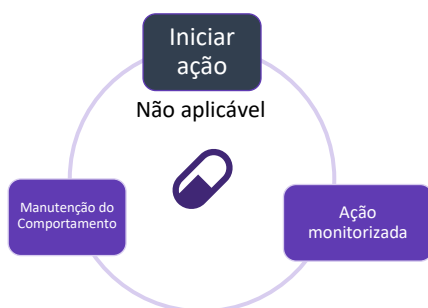 Iniciar
ação
Não aplicável
Manutenção do
Comportamento
Ação
monitorizada